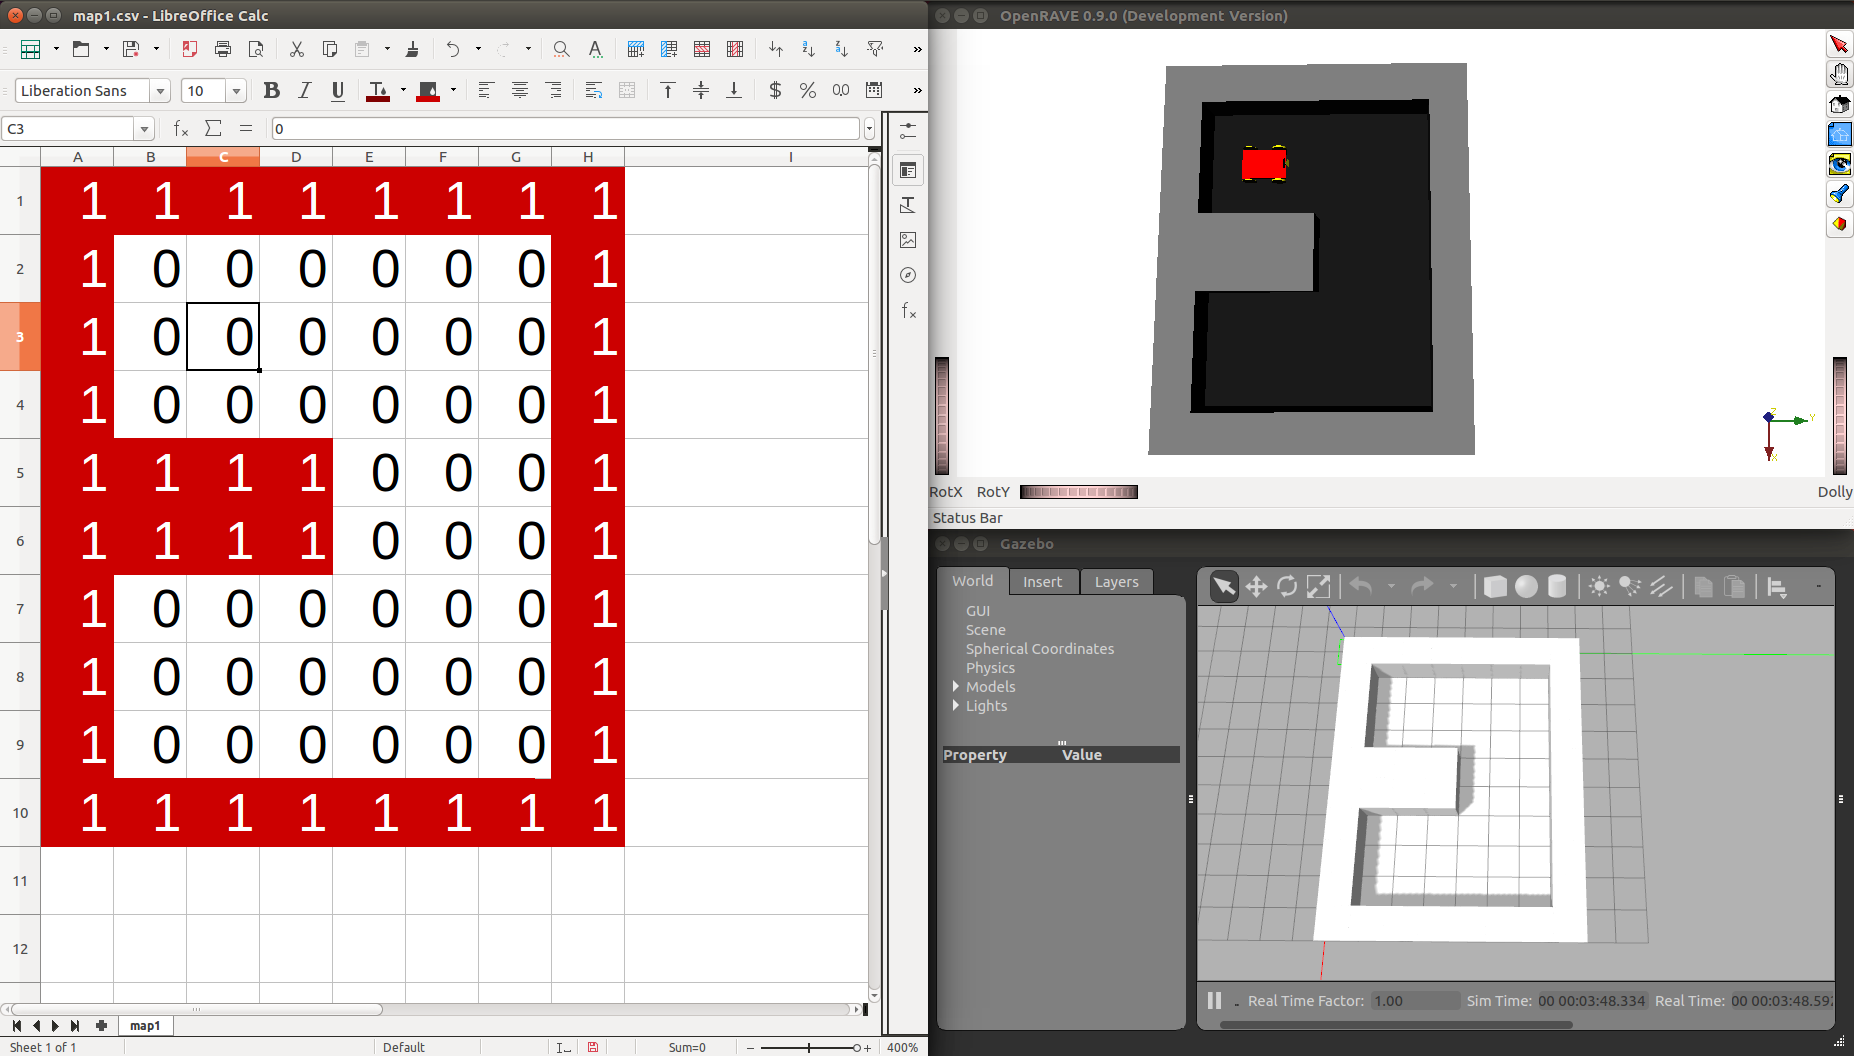 map1.csv - LibreOffice Calc
Liberation Sans 10 B I U $ % 0.0
C3 fx Σ = 0
A B C D E F G H I
1 1 1 1 1 1 1 1 1
2 1 0 0 0 0 0 0 1
3 1 0 0 0 0 0 0 1
4 1 0 0 0 0 0 0 1
5 1 1 1 1 0 0 0 1
6 1 1 1 1 0 0 0 1
7 1 0 0 0 0 0 0 1
8 1 0 0 0 0 0 0 1
9 1 0 0 0 0 0 0 1
10 1 1 1 1 1 1 1 1
11
12
map1
Sheet 1 of 1 Default Sum=0 400%
OpenRAVE 0.9.0 (Development Version)
Z Y
X
RotX RotY Dolly
Status Bar
Gazebo
World Insert Layers
GUI
Scene
Spherical Coordinates
Physics
Models
Lights
Property Value
Real Time Factor: 1.00 Sim Time: 00 00:03:48.334 Real Time: 00 00:03:48.592